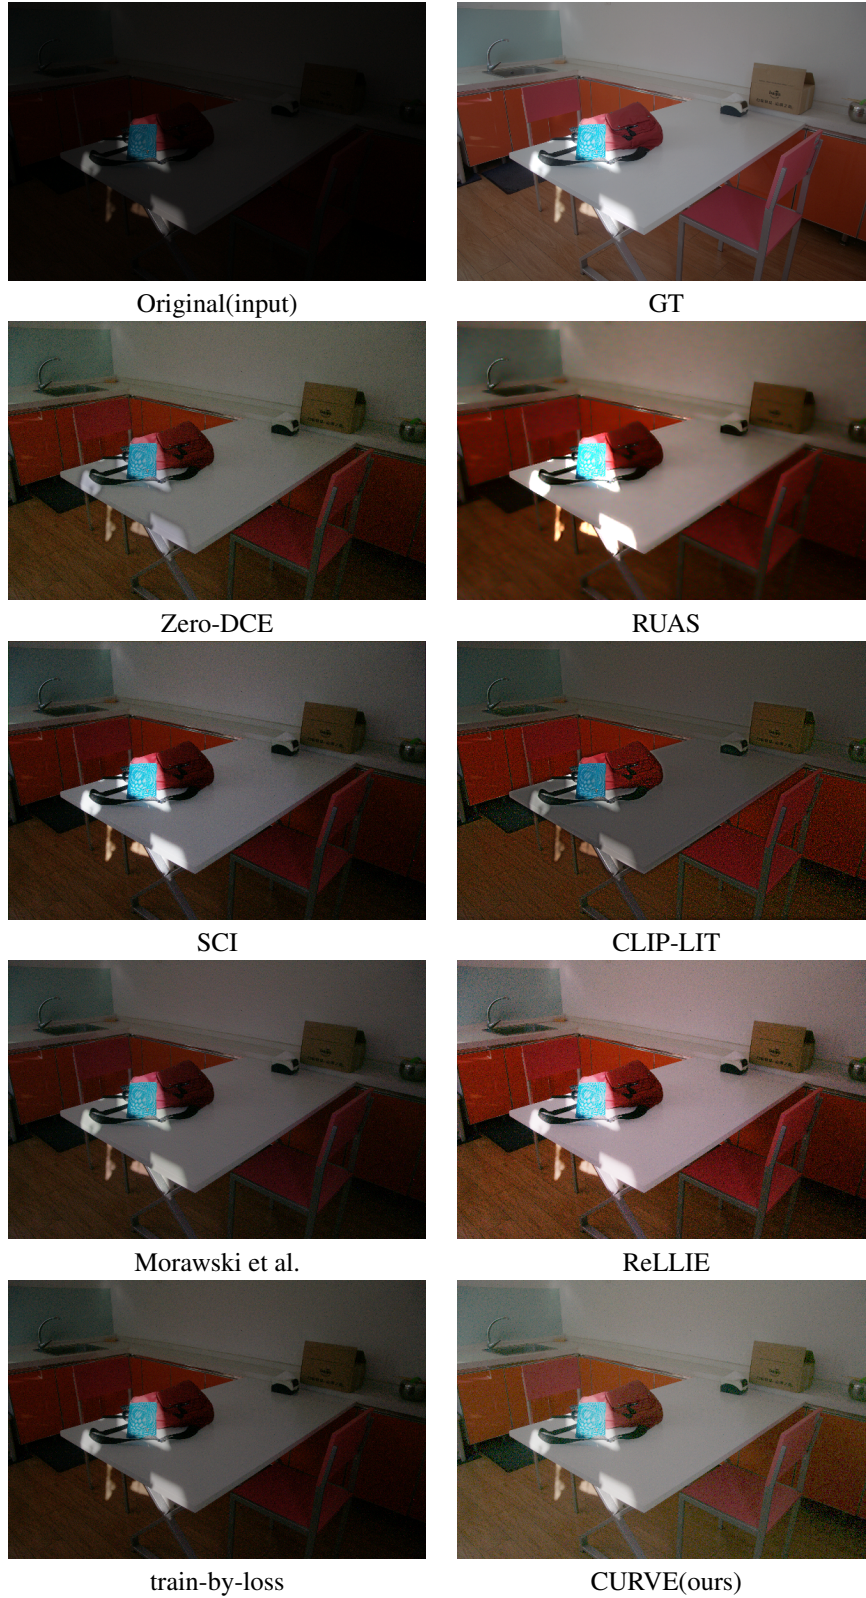 Original(input)
GT
Zero-DCE
RUAS
SCI
CLIP-LIT
Morawski et al.
ReLLIE
train-by-loss
CURVE(ours)